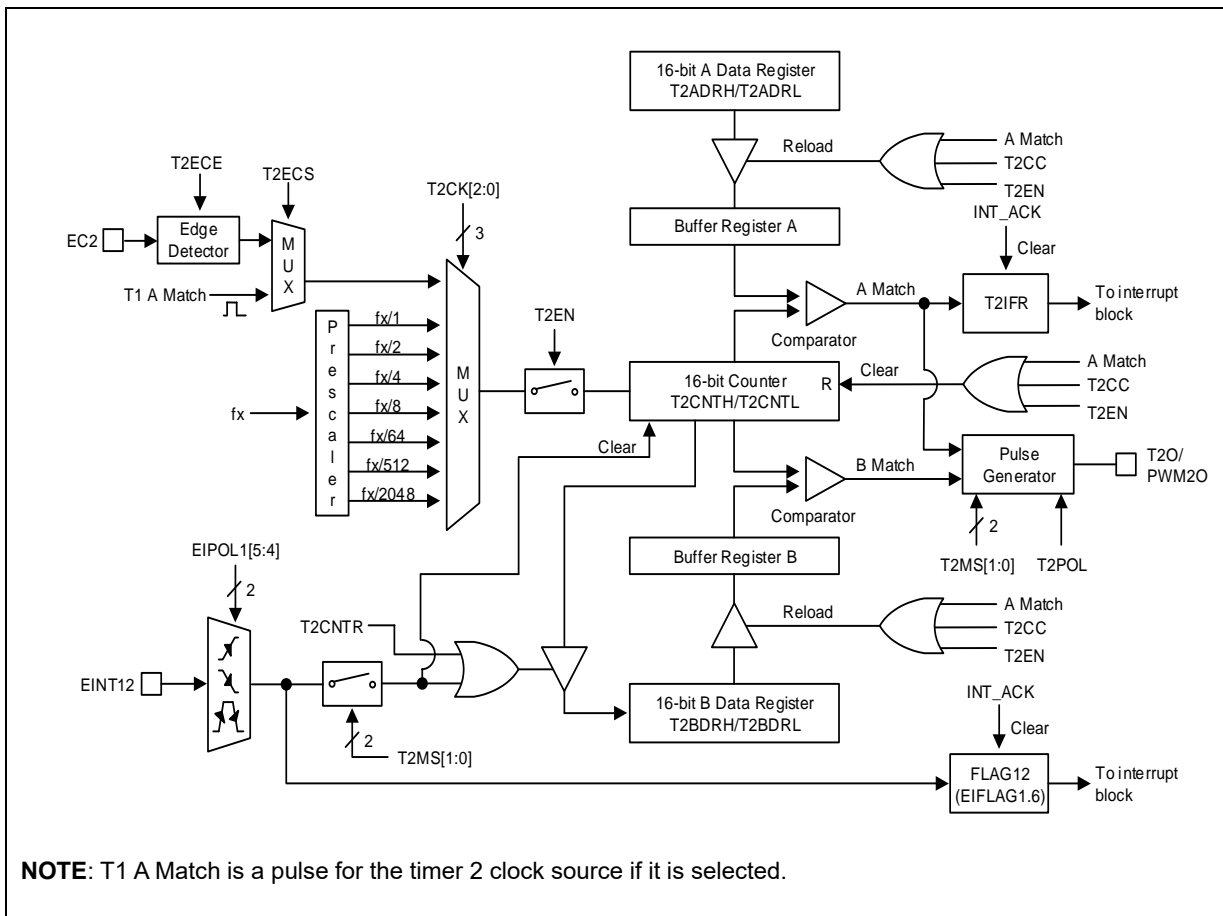 16-bit A Data Register
T2ADRH/T2ADRL
Reload
A Match
T2CC
T2EN
T2ECE
T2ECS
T2CK[2:0]
3
INT_ACK
Clear
EC2
Edge
Detector
M
U
X
Buffer Register A
T1 A Match
A Match
T2IFR
To interrupt
block
Comparator
P
r
e
s
c
a
l
e
r
fx/1
fx/2
fx/4
fx/8
fx/64
fx/512
fx/2048
fx
M
U
X
T2EN
16-bit Counter
T2CNTH/T2CNTL
R
Clear
A Match
T2CC
T2EN
Clear
B Match
Comparator
Pulse
Generator
T2O/
PWM2O
2
T2MS[1:0]
T2POL
EIPOL1[5:4]
2
Buffer Register B
Reload
A Match
T2CC
T2EN
T2CNTR
EINT12
2
T2MS[1:0]
16-bit B Data Register
T2BDRH/T2BDRL
INT_ACK
Clear
FLAG12
(EIFLAG1.6)
To interrupt
block
NOTE: T1 A Match is a pulse for the timer 2 clock source if it is selected.